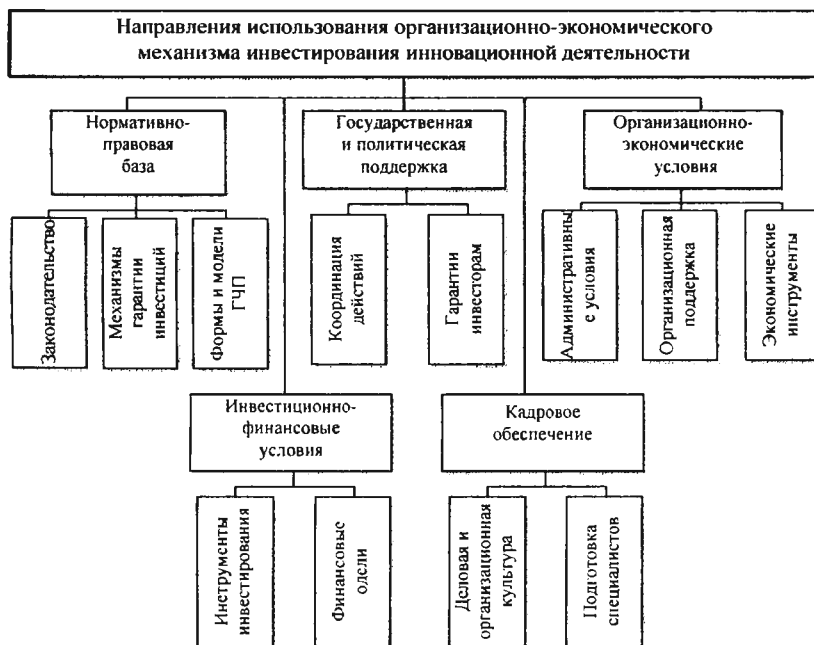 Направления использования организационно-экономического
механизма инвестирования инновационной деятельности
Нормативно-
правовая
база
Государственная
и политическая
поддержка
Организационно-
экономические
условия
Законодательство
Механизмы
гарантии
инвестиций
Формы и модели
ГЧП
Координация
действий
Гарантии
инвесторам
Административны
е условия
Организационная
поддержка
Экономические
инструменты
Инвестиционно-
финансовые
условия
Кадровое
обеспечение
Инструменты
инвестирования
Финансовые
одели
Деловая и
организационная
культура
Подготовка
специалистов